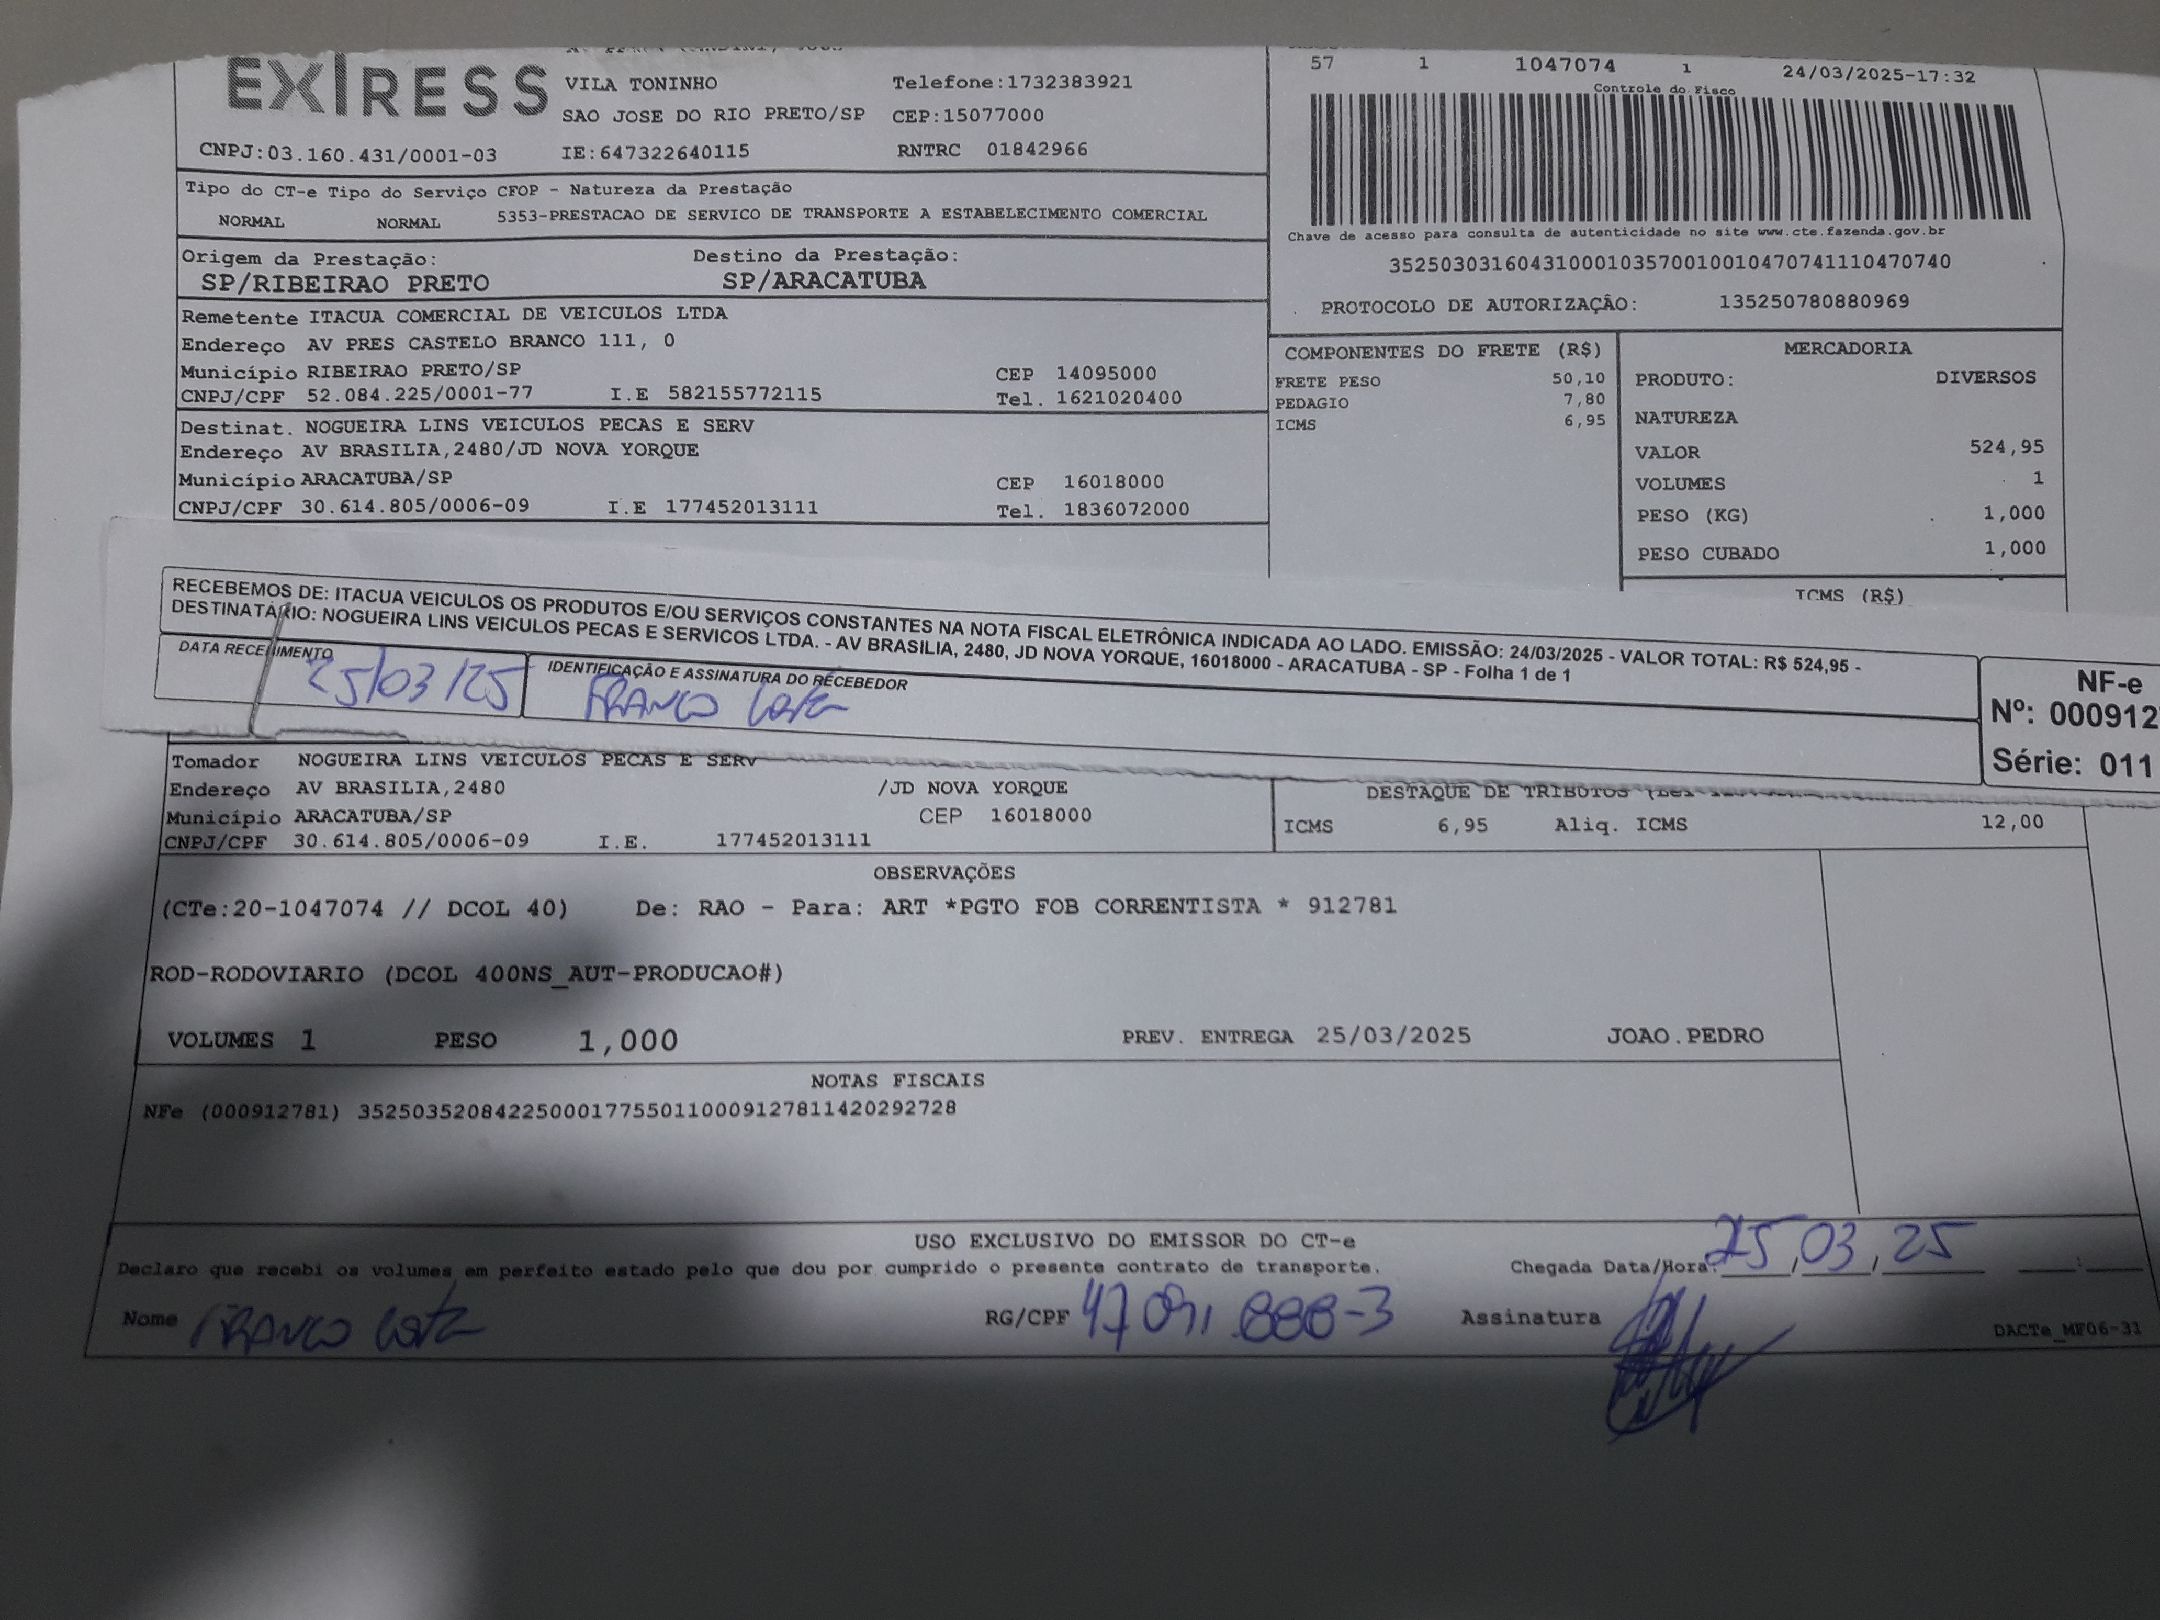 EXPRESS
VILA TONINHO Telefone:1732383921
SAO JOSE DO RIO PRETO/SP CEP:15077000
CNPJ:03.160.431/0001-03 IE:647322640115 RNTRC 01842966
57 1 1047074 1 24/03/2025-17:32
Controle do Fisco
Chave de acesso para consulta de autenticidade no site www.cte.fazenda.gov.br
35250303160431000103570010010470741110470740
PROTOCOLO DE AUTORIZAÇÃO: 135250780880969
Tipo do CT-e Tipo do Serviço CFOP - Natureza da Prestação
NORMAL NORMAL 5353-PRESTACAO DE SERVICO DE TRANSPORTE A ESTABELECIMENTO COMERCIAL
Origem da Prestação: Destino da Prestação:
SP/RIBEIRAO PRETO SP/ARACATUBA
Remetente ITACUA COMERCIAL DE VEICULOS LTDA
Endereço AV PRES CASTELO BRANCO 111, 0
Município RIBEIRAO PRETO/SP CEP 14095000
CNPJ/CPF 52.084.225/0001-77 I.E 582155772115 Tel. 1621020400
Destinat. NOGUEIRA LINS VEICULOS PECAS E SERV
Endereço AV BRASILIA,2480/JD NOVA YORQUE
Município ARACATUBA/SP CEP 16018000
CNPJ/CPF 30.614.805/0006-09 I.E 177452013111 Tel. 1836072000
COMPONENTES DO FRETE (R$)
FRETE PESO 50,10
PEDAGIO 7,80
ICMS 6,95
MERCADORIA
PRODUTO: DIVERSOS
NATUREZA
VALOR 524,95
VOLUMES 1
PESO (KG) 1,000
PESO CUBADO 1,000
ICMS (R$)
RECEBEMOS DE: ITACUA VEICULOS OS PRODUTOS E/OU SERVIÇOS CONSTANTES NA NOTA FISCAL ELETRÔNICA INDICADA AO LADO. EMISSÃO: 24/03/2025 - VALOR TOTAL: R$ 524,95 -
DESTINATÁRIO: NOGUEIRA LINS VEICULOS PECAS E SERVICOS LTDA. - AV BRASILIA, 2480, JD NOVA YORQUE, 16018000 - ARACATUBA - SP - Folha 1 de 1
DATA RECEBIMENTO IDENTIFICAÇÃO E ASSINATURA DO RECEBEDOR
25/03/25 FRANCO
NF-e
Nº: 000912
Série: 011
Tomador NOGUEIRA LINS VEICULOS PECAS E SERV
Endereço AV BRASILIA,2480 /JD NOVA YORQUE
Município ARACATUBA/SP CEP 16018000
CNPJ/CPF 30.614.805/0006-09 I.E. 177452013111
DESTAQUE DE TRIBUTOS
ICMS 6,95 Aliq. ICMS 12,00
OBSERVAÇÕES
(CTe:20-1047074 // DCOL 40) De: RAO - Para: ART *PGTO FOB CORRENTISTA * 912781
ROD-RODOVIARIO (DCOL 400NS_AUT-PRODUCAO#)
VOLUMES 1 PESO 1,000 PREV. ENTREGA 25/03/2025 JOAO.PEDRO
NOTAS FISCAIS
NFe (000912781) 35250352084225000177550110009127811420292728
USO EXCLUSIVO DO EMISSOR DO CT-e
Declaro que recebi os volumes em perfeito estado pelo que dou por cumprido o presente contrato de transporte. Chegada Data/Hora: 25/03/25
Nome FRANCO RG/CPF 47 091.888-3 Assinatura
DACTe_MF06-31